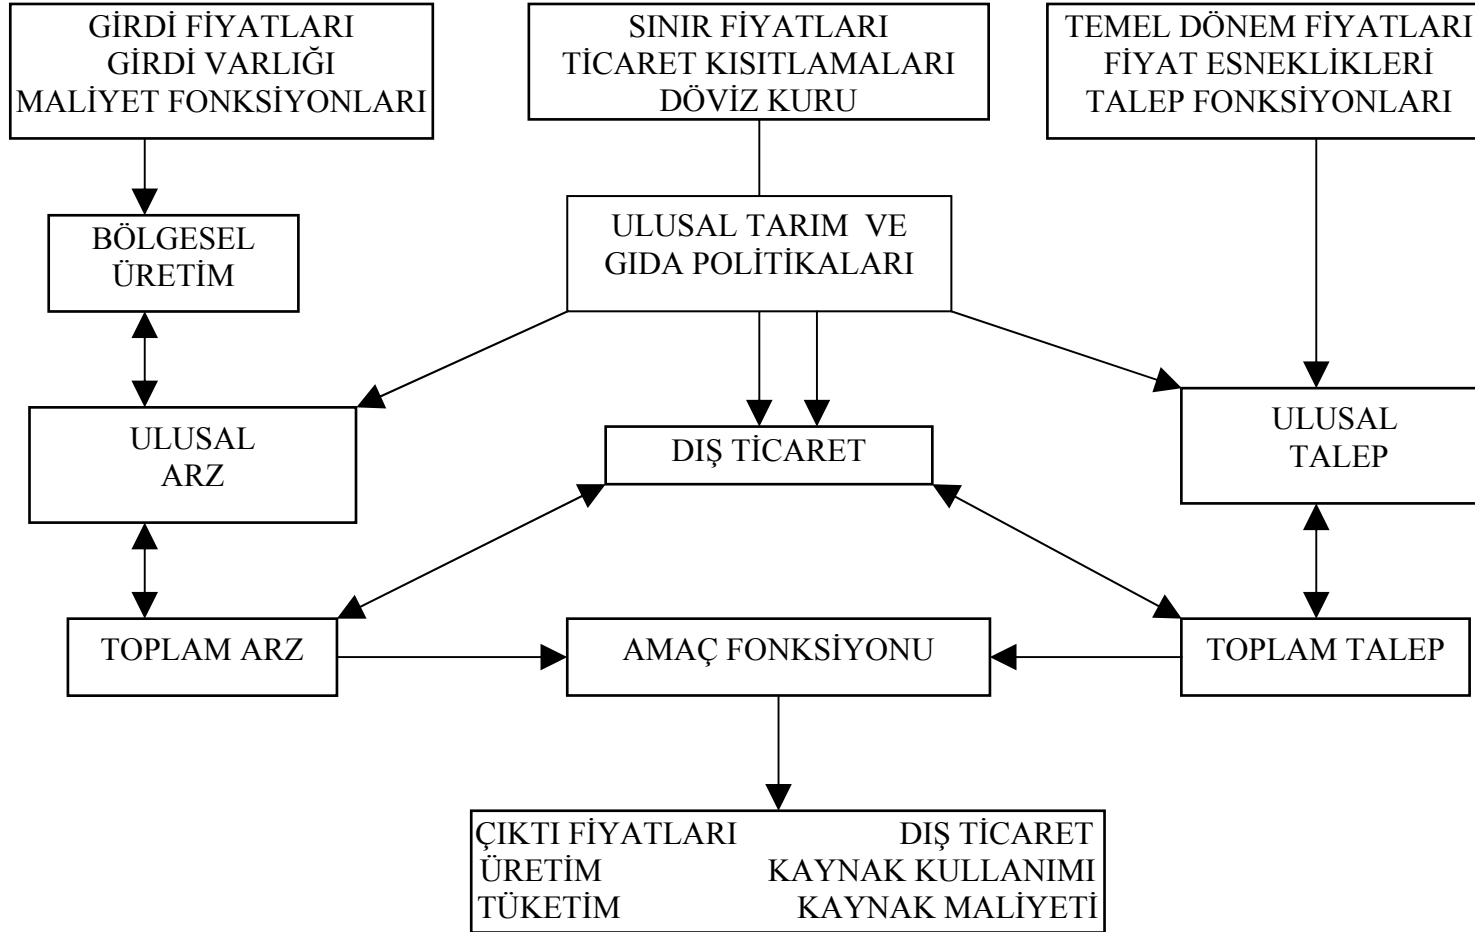 GİRDİ FİYATLARI
GİRDİ VARLIĞI
MALİYET FONKSİYONLARI
SINIR FİYATLARI
TİCARET KISITLAMALARI
DÖVİZ KURU
TEMEL DÖNEM FİYATLARI
FİYAT ESNEKLİKLERİ
TALEP FONKSİYONLARI
BÖLGESEL
ÜRETİM
ULUSAL TARIM VE
GIDA POLİTİKALARI
ULUSAL
ARZ
DIŞ TİCARET
ULUSAL
TALEP
TOPLAM ARZ
AMAÇ FONKSİYONU
TOPLAM TALEP
ÇIKTI FİYATLARI DIŞ TİCARET
ÜRETİM KAYNAK KULLANIMI
TÜKETİM KAYNAK MALİYETİ